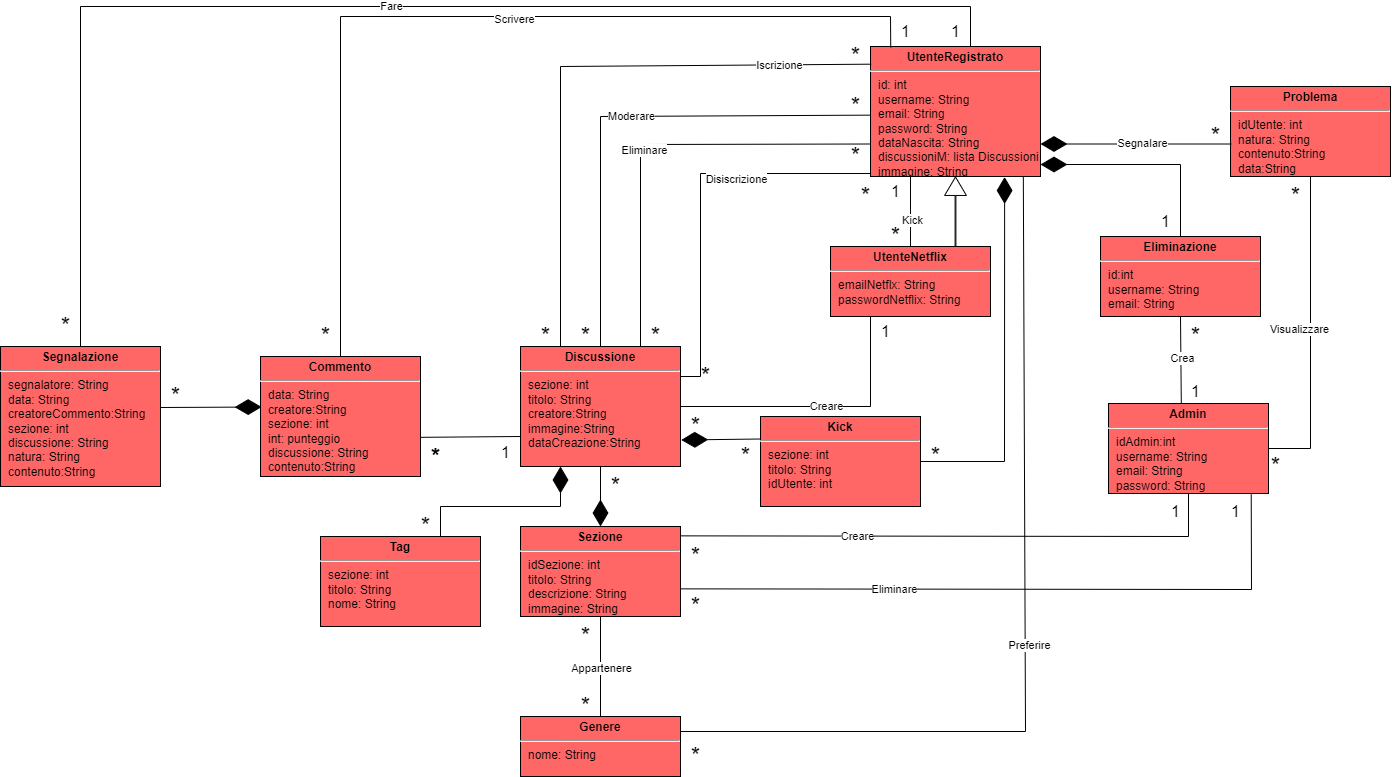 Fare
Scrivere
1
1
*
UtenteRegistrato
id: int
username: String
email: String
password: String
dataNascita: String
discussioniM: lista Discussioni
immagine: String
Iscrizione
*
Moderare
*
Eliminare
Disiscrizione
*
1
Kick
*
Segnalare
*
Problema
idUtente: int
natura: String
contenuto:String
data:String
*
1
Eliminazione
id:int
username: String
email: String
UtenteNetflix
emailNetflx: String
passwordNetflix: String
1
*
Visualizzare
Crea
1
*
*
*
*
*
*
Segnalazione
segnalatore: String
data: String
creatoreCommento:String
sezione: int
discussione: String
natura: String
contenuto:String
*
Commento
data: String
creatore:String
sezione: int
int: punteggio
discussione: String
contenuto:String
*
1
Discussione
sezione: int
titolo: String
creatore:String
immagine:String
dataCreazione:String
*
Creare
*
*
Kick
sezione: int
titolo: String
idUtente: int
*
Admin
idAdmin:int
username: String
email: String
password: String
*
1
1
*
*
Tag
sezione: int
titolo: String
nome: String
Sezione
idSezione: int
titolo: String
descrizione: String
immagine: String
Creare
*
Eliminare
*
*
Appartenere
*
Preferire
Genere
nome: String
*